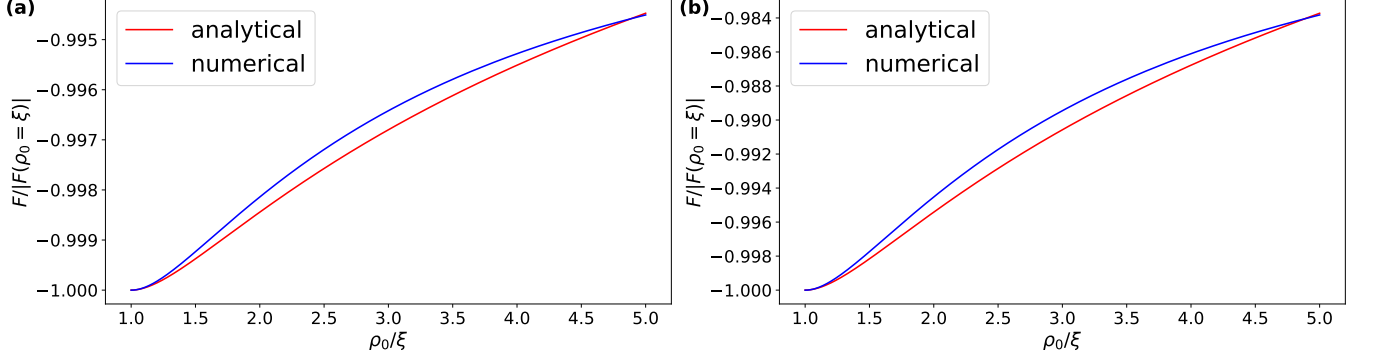 (a)
analytical
numerical
F/|F(ρ₀ = ξ)|
−0.995
−0.996
−0.997
−0.998
−0.999
−1.000
1.0 1.5 2.0 2.5 3.0 3.5 4.0 4.5 5.0
ρ₀/ξ
(b)
analytical
numerical
F/|F(ρ₀ = ξ)|
−0.984
−0.986
−0.988
−0.990
−0.992
−0.994
−0.996
−0.998
−1.000
1.0 1.5 2.0 2.5 3.0 3.5 4.0 4.5 5.0
ρ₀/ξ